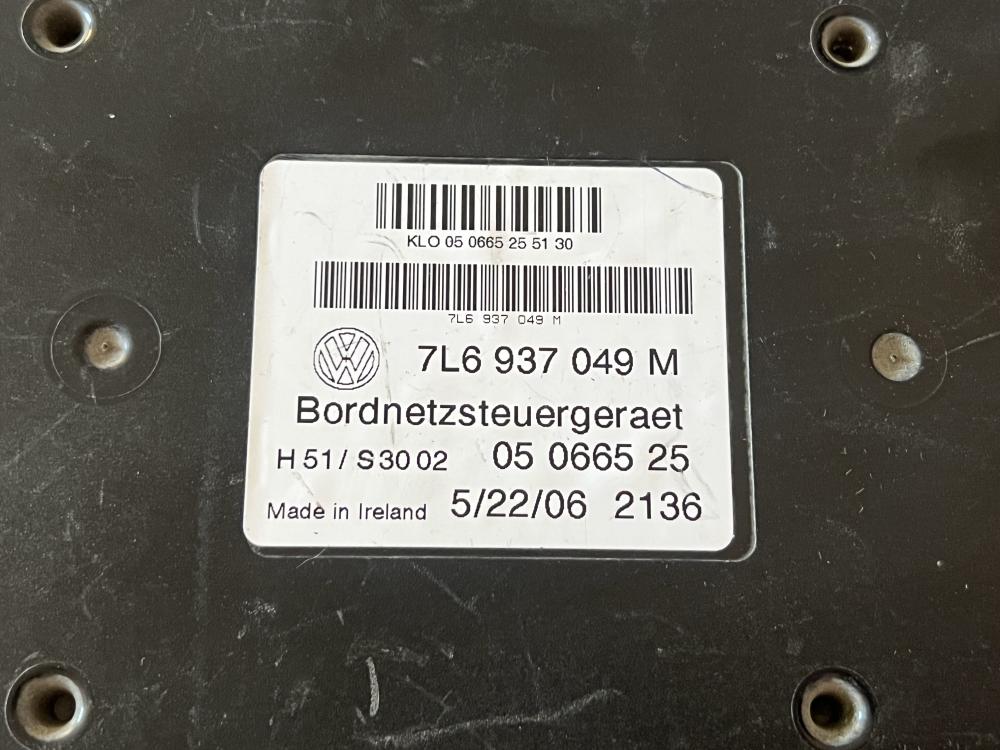 KLO 05 0665 25 51 30
7L6 937 049 M
7L6 937 049 M
Bordnetzsteuergeraet
H 51 / S 30 02 05 0665 25
Made in Ireland 5/22/06 2136